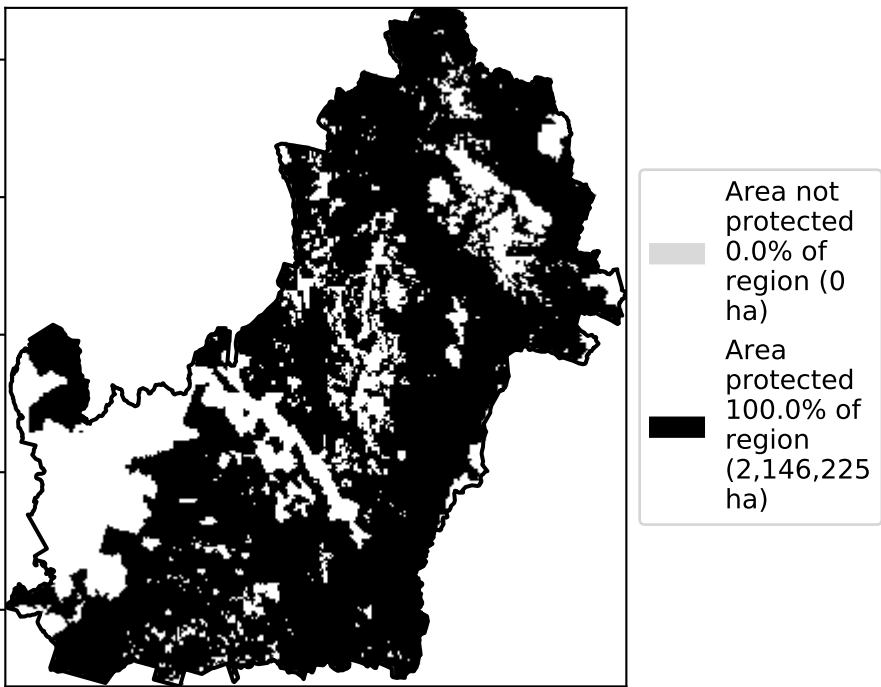 Area not
protected
0.0% of
region (0
ha)
Area
protected
100.0% of
region
(2,146,225
ha)